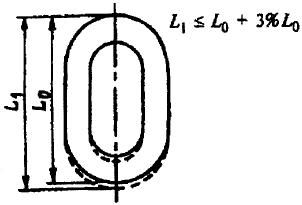 L₁ ≤ L₀ + 3%L₀
L₁
L₀